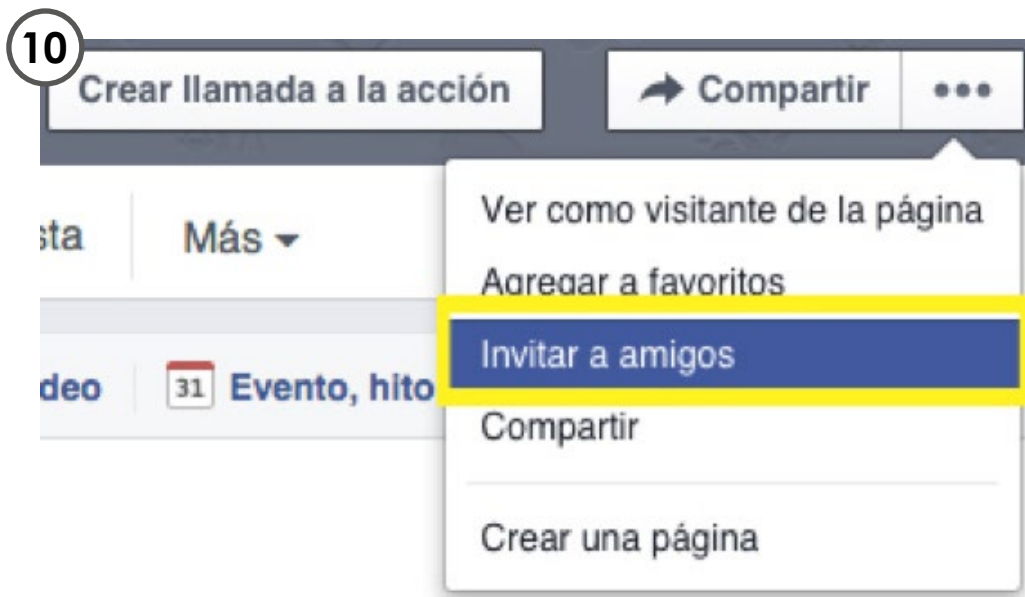 10
Crear llamada a la acción
Compartir
Ver como visitante de la página
sta
Más
Agregar a favoritos
Invitar a amigos
deo
31 Evento, hito
Compartir
Crear una página